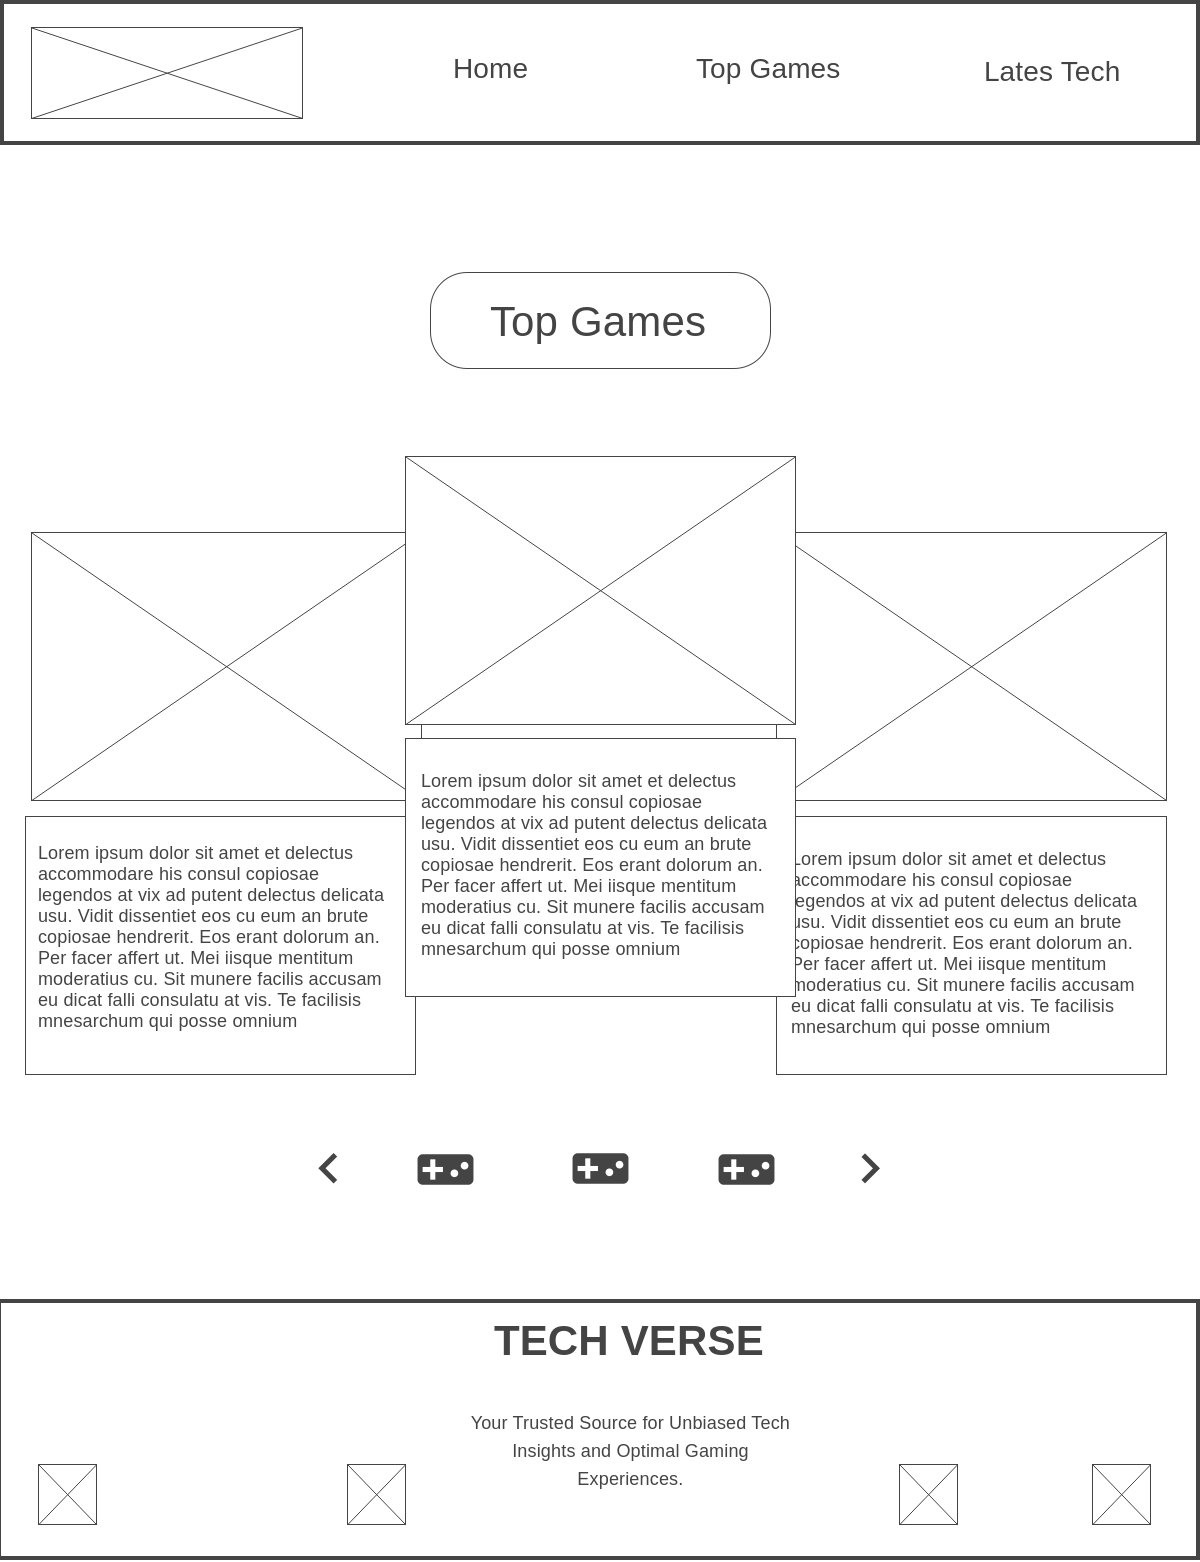 Home
Top Games
Lates Tech
Top Games
Lorem ipsum dolor sit amet et delectus
accommodare his consul copiosae
legendos at vix ad putent delectus delicata
usu. Vidit dissentiet eos cu eum an brute
copiosae hendrerit. Eos erant dolorum an.
Per facer affert ut. Mei iisque mentitum
moderatius cu. Sit munere facilis accusam
eu dicat falli consulatu at vis. Te facilisis
mnesarchum qui posse omnium
Lorem ipsum dolor sit amet et delectus
accommodare his consul copiosae
legendos at vix ad putent delectus delicata
usu. Vidit dissentiet eos cu eum an brute
copiosae hendrerit. Eos erant dolorum an.
Per facer affert ut. Mei iisque mentitum
moderatius cu. Sit munere facilis accusam
eu dicat falli consulatu at vis. Te facilisis
mnesarchum qui posse omnium
Lorem ipsum dolor sit amet et delectus
accommodare his consul copiosae
legendos at vix ad putent delectus delicata
usu. Vidit dissentiet eos cu eum an brute
copiosae hendrerit. Eos erant dolorum an.
Per facer affert ut. Mei iisque mentitum
moderatius cu. Sit munere facilis accusam
eu dicat falli consulatu at vis. Te facilisis
mnesarchum qui posse omnium
TECH VERSE
Your Trusted Source for Unbiased Tech
Insights and Optimal Gaming
Experiences.